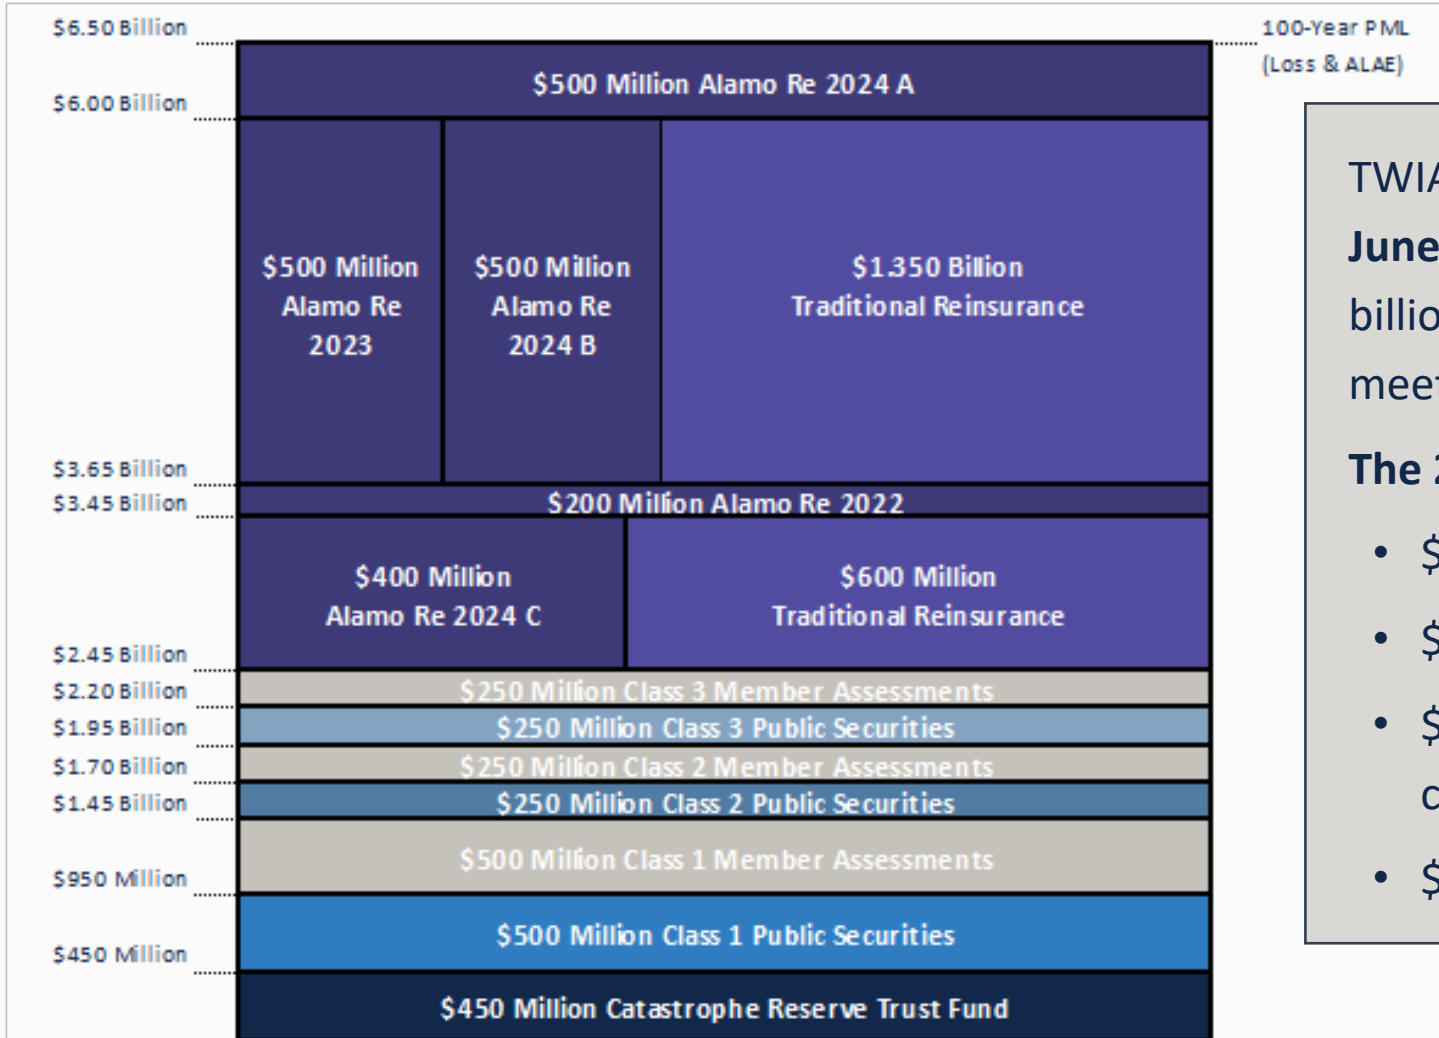 $6.50 Billion
100-Year PML
(Loss & ALAE)
$500 Million Alamo Re 2024 A
$6.00 Billion
$500 Million
Alamo Re
2023
$500 Million
Alamo Re
2024 B
$1.350 Billion
Traditional Reinsurance
$3.65 Billion
$200 Million Alamo Re 2022
$3.45 Billion
$400 Million
Alamo Re 2024 C
$600 Million
Traditional Reinsurance
$2.45 Billion
$250 Million Class 3 Member Assessments
$2.20 Billion
$250 Million Class 3 Public Securities
$1.95 Billion
$250 Million Class 2 Member Assessments
$1.70 Billion
$250 Million Class 2 Public Securities
$1.45 Billion
$500 Million Class 1 Member Assessments
$950 Million
$500 Million Class 1 Public Securities
$450 Million
$450 Million Catastrophe Reserve Trust Fund
June
The
• $
• $
• $
• $